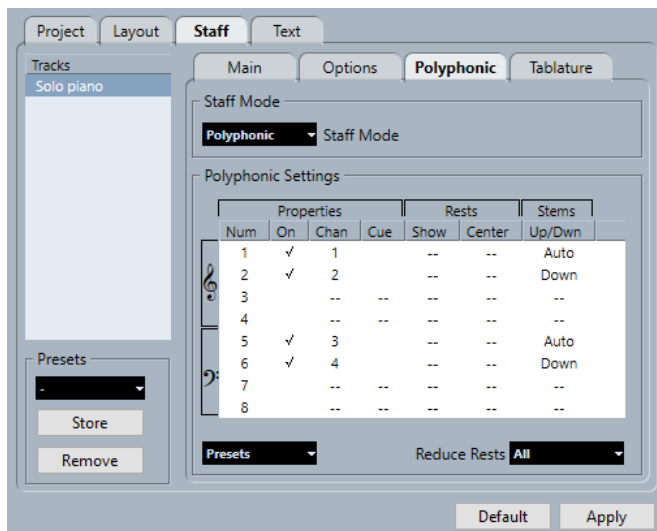 Project Layout Staff Text
Tracks
Solo piano
Main Options Polyphonic Tablature
Staff Mode
Polyphonic Staff Mode
Polyphonic Settings
Properties Rests Stems
Num On Chan Cue Show Center Up/Dwn
1 √ 1 -- -- Auto
2 √ 2 -- -- Down
3 -- -- -- -- --
4 -- -- -- -- --
5 √ 3 -- -- Auto
6 √ 4 -- -- Down
7 -- -- -- -- --
8 -- -- -- -- --
Presets
-
Store
Remove
Presets Reduce Rests All
Default Apply